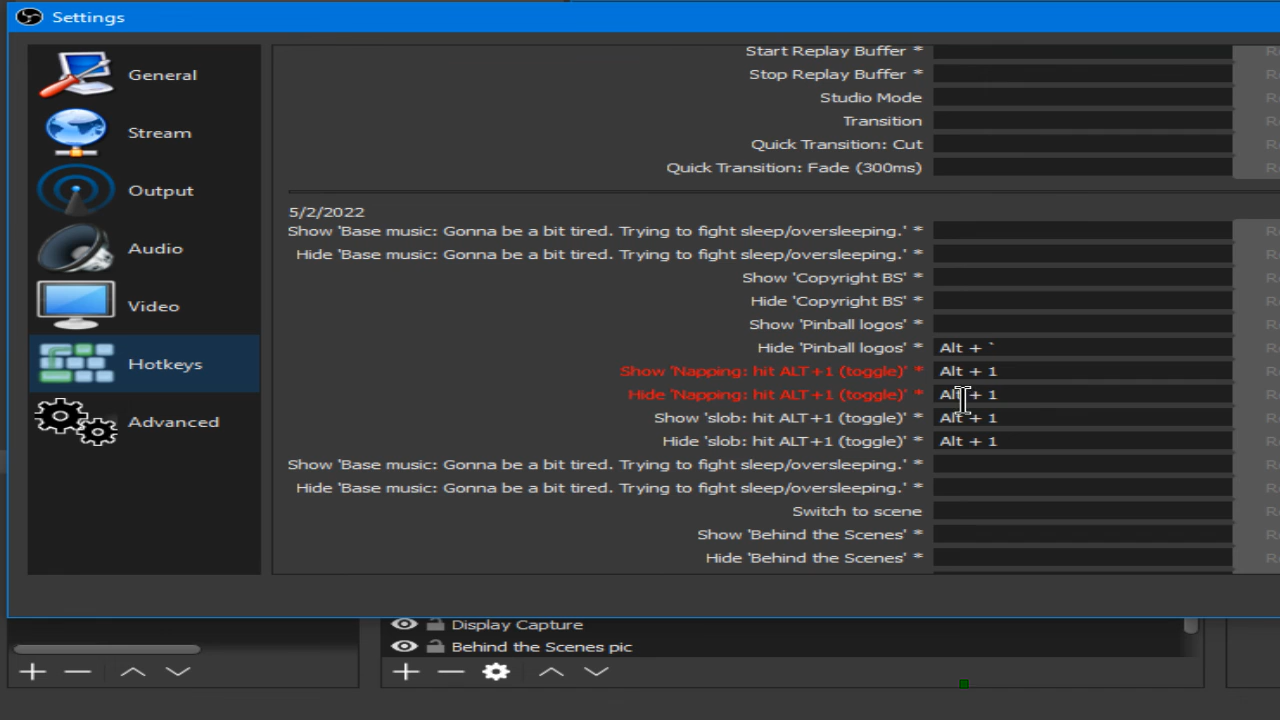 Settings
General
Stream
Output
Audio
Video
Hotkeys
Advanced
Start Replay Buffer *
Stop Replay Buffer *
Studio Mode
Transition
Quick Transition: Cut
Quick Transition: Fade (300ms)
5/2/2022
Show 'Base music: Gonna be a bit tired. Trying to fight sleep/oversleeping.' *
Hide 'Base music: Gonna be a bit tired. Trying to fight sleep/oversleeping.' *
Show 'Copyright BS' *
Hide 'Copyright BS' *
Show 'Pinball logos' *
Hide 'Pinball logos' * Alt + `
Show 'Napping: hit ALT+1 (toggle)' * Alt + 1
Hide 'Napping: hit ALT+1 (toggle)' * Alt + 1
Show 'slob: hit ALT+1 (toggle)' * Alt + 1
Hide 'slob: hit ALT+1 (toggle)' * Alt + 1
Show 'Base music: Gonna be a bit tired. Trying to fight sleep/oversleeping.' *
Hide 'Base music: Gonna be a bit tired. Trying to fight sleep/oversleeping.' *
Switch to scene
Show 'Behind the Scenes' *
Hide 'Behind the Scenes' *
Display Capture
Behind the Scenes pic